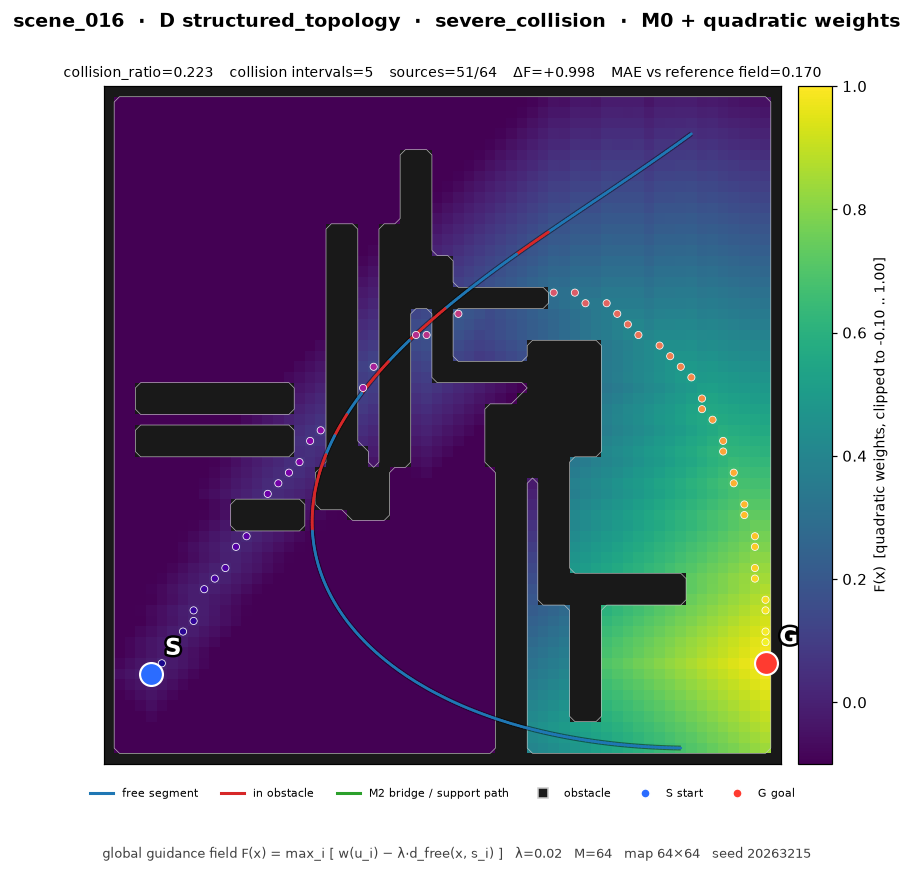 scene_016 · D structured_topology · severe_collision · M0 + quadratic weights
collision_ratio=0.223 collision intervals=5 sources=51/64 ΔF=+0.998 MAE vs reference field=0.170
S
G
1.0
0.8
0.6
0.4
0.2
0.0
F(x) [quadratic weights, clipped to -0.10 .. 1.00]
free segment
in obstacle
M2 bridge / support path
obstacle
S start
G goal
global guidance field F(x) = max_i [ w(u_i) − λ·d_free(x, s_i) ] λ=0.02 M=64 map 64×64 seed 20263215